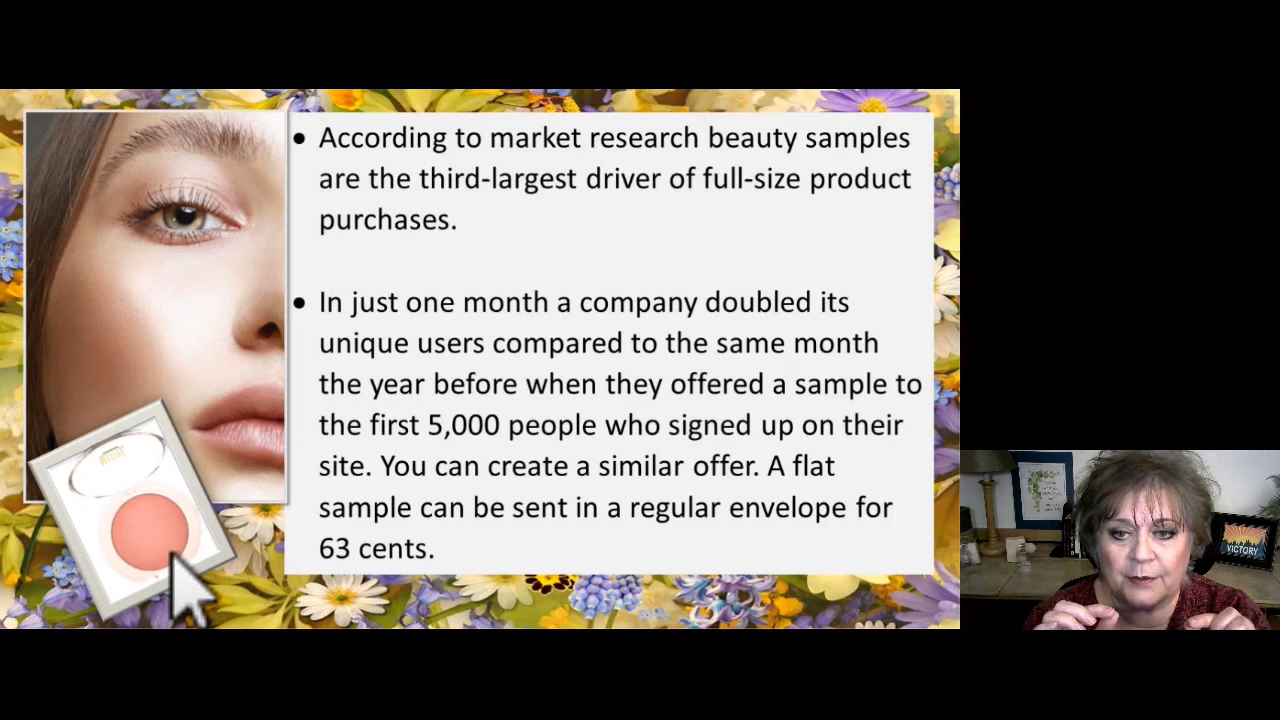 • According to market research beauty samples
are the third-largest driver of full-size product
purchases.
• In just one month a company doubled its
unique users compared to the same month
the year before when they offered a sample to
the first 5,000 people who signed up on their
site. You can create a similar offer. A flat
sample can be sent in a regular envelope for
63 cents.
VICTORY